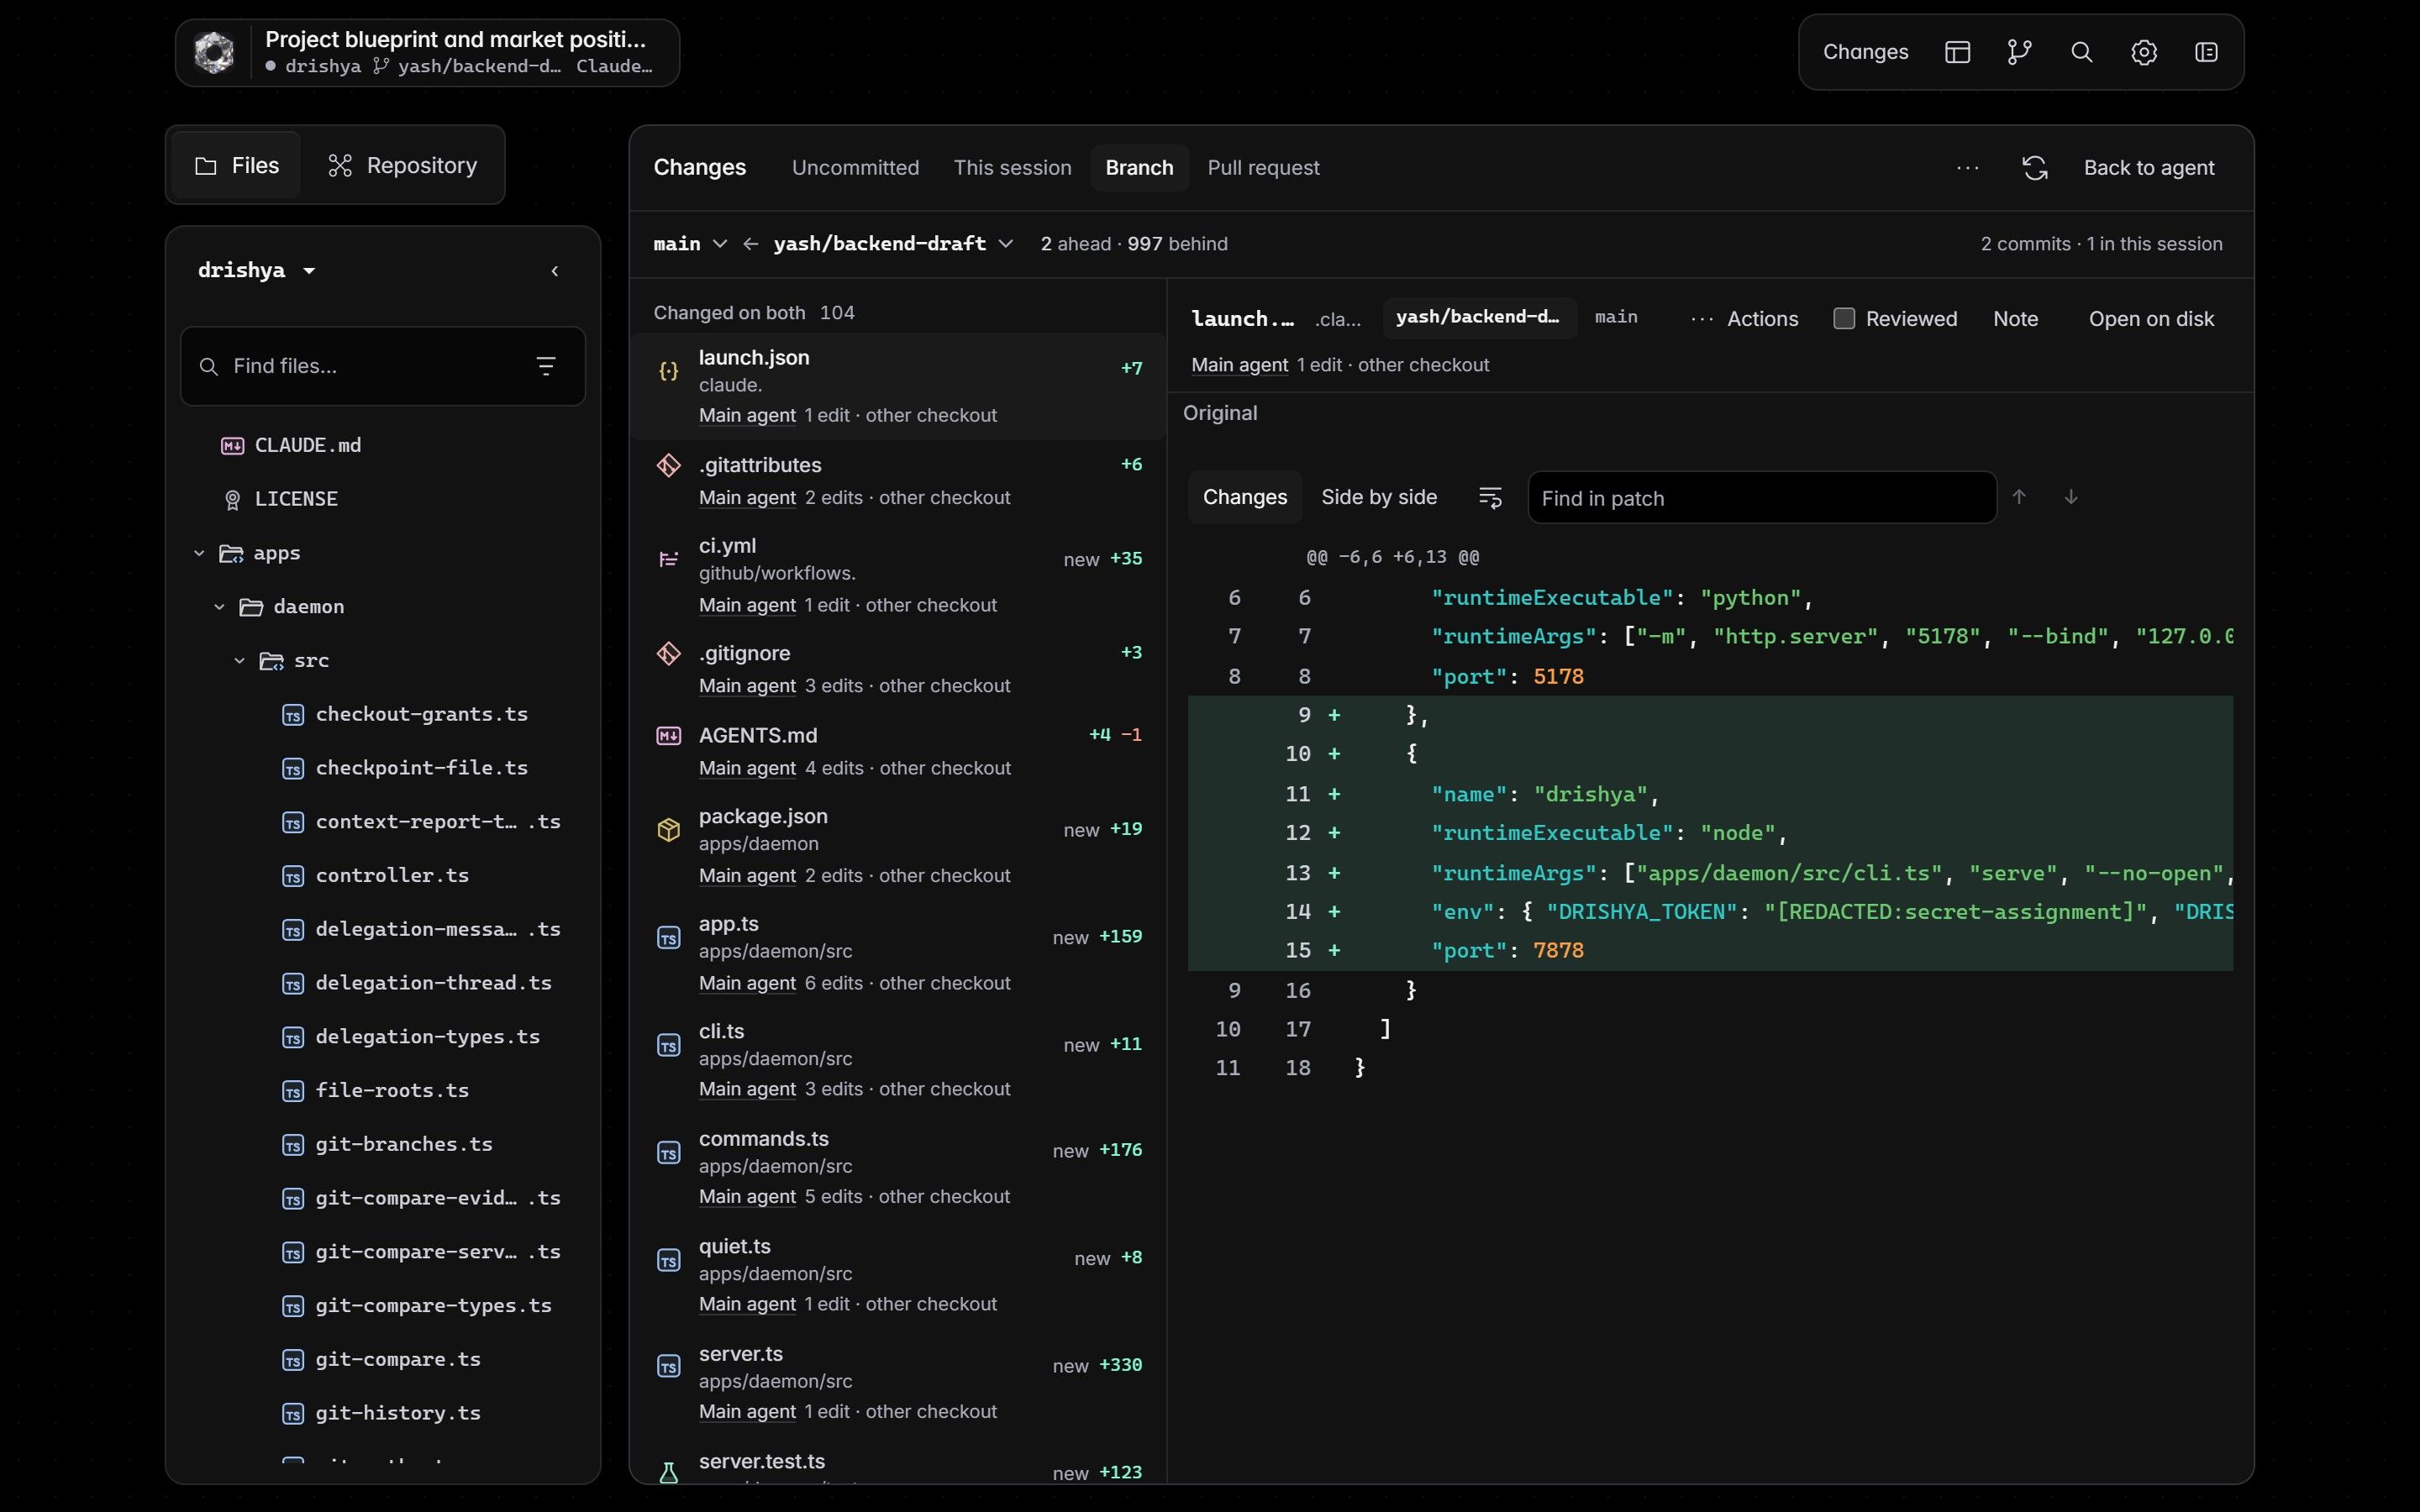 Project blueprint and market positi...
drishya yash/backend-d... Claude...
Changes
Files
Repository
drishya
Find files...
CLAUDE.md
LICENSE
apps
daemon
src
checkout-grants.ts
checkpoint-file.ts
context-report-t... .ts
controller.ts
delegation-messa... .ts
delegation-thread.ts
delegation-types.ts
file-roots.ts
git-branches.ts
git-compare-evid... .ts
git-compare-serv... .ts
git-compare-types.ts
git-compare.ts
git-history.ts
Changes Uncommitted This session Branch Pull request
··· Back to agent
main ← yash/backend-draft 2 ahead · 997 behind
2 commits · 1 in this session
Changed on both 104
launch.json
claude.
+7
Main agent 1 edit · other checkout
.gitattributes +6
Main agent 2 edits · other checkout
ci.yml
github/workflows.
new +35
Main agent 1 edit · other checkout
.gitignore +3
Main agent 3 edits · other checkout
AGENTS.md +4 −1
Main agent 4 edits · other checkout
package.json
apps/daemon
new +19
Main agent 2 edits · other checkout
app.ts
apps/daemon/src
new +159
Main agent 6 edits · other checkout
cli.ts
apps/daemon/src
new +11
Main agent 3 edits · other checkout
commands.ts
apps/daemon/src
new +176
Main agent 5 edits · other checkout
quiet.ts
apps/daemon/src
new +8
Main agent 1 edit · other checkout
server.ts
apps/daemon/src
new +330
Main agent 1 edit · other checkout
server.test.ts
new +123
launch.... .cla... yash/backend-d... main ··· Actions Reviewed Note Open on disk
Main agent 1 edit · other checkout
Original
Changes Side by side Find in patch ↑ ↓
@@ −6,6 +6,13 @@
6 6 "runtimeExecutable": "python",
7 7 "runtimeArgs": ["-m", "http.server", "5178", "--bind", "127.0.0
8 8 "port": 5178
9 + },
10 + {
11 + "name": "drishya",
12 + "runtimeExecutable": "node",
13 + "runtimeArgs": ["apps/daemon/src/cli.ts", "serve", "--no-open",
14 + "env": { "DRISHYA_TOKEN": "[REDACTED:secret-assignment]", "DRIS
15 + "port": 7878
9 16 }
10 17 ]
11 18 }